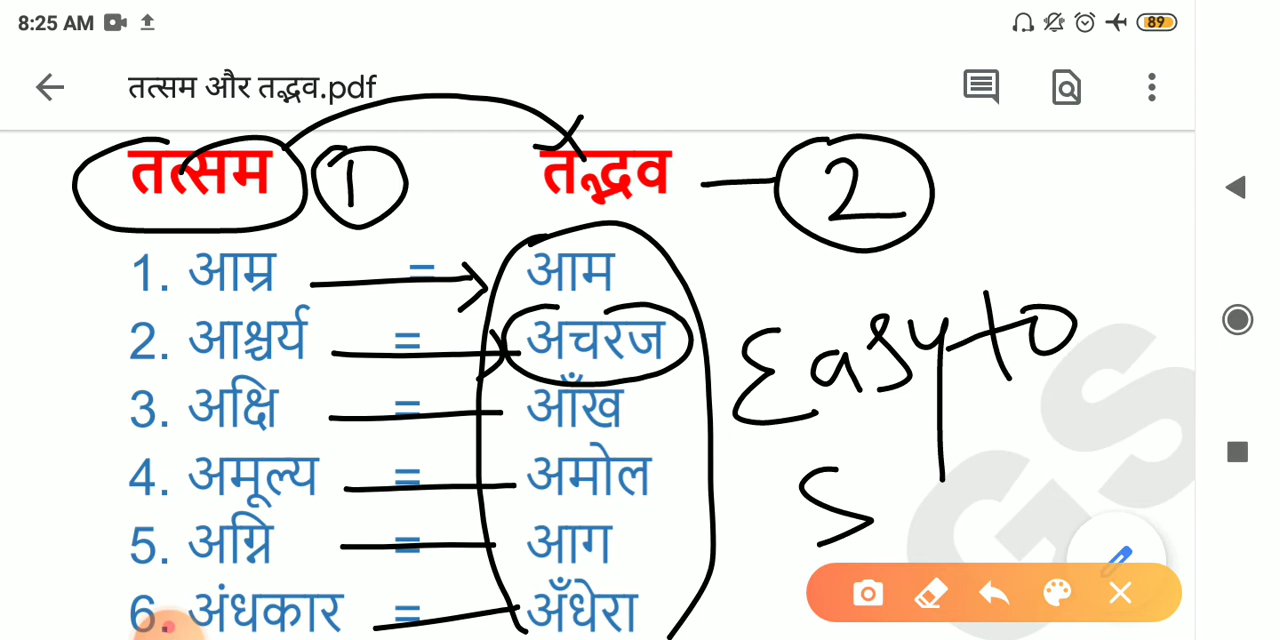 8:25 AM 89
तत्सम और तद्भव.pdf
तत्सम 1 तद्भव 2
1. आम्र = आम
2. आश्चर्य = अचरज
3. अक्षि = आँख
4. अमूल्य = अमोल
5. अग्नि = आग
6. अंधकार = अँधेरा
Easy to
S
GS